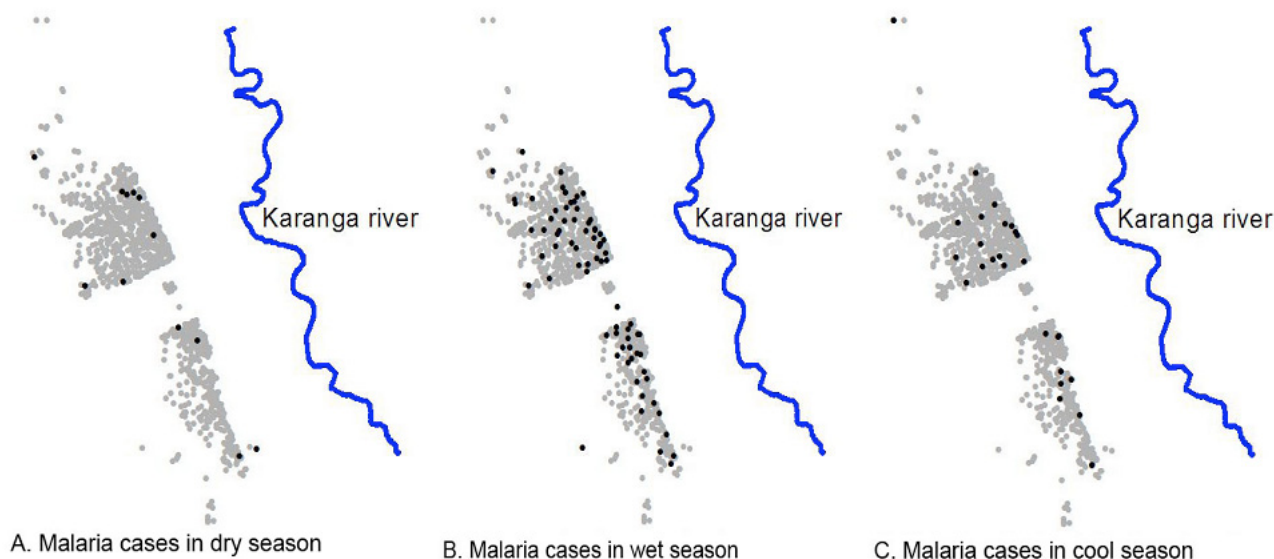 Karanga river
Karanga river
Karanga river
A. Malaria cases in dry season
B. Malaria cases in wet season
C. Malaria cases in cool season